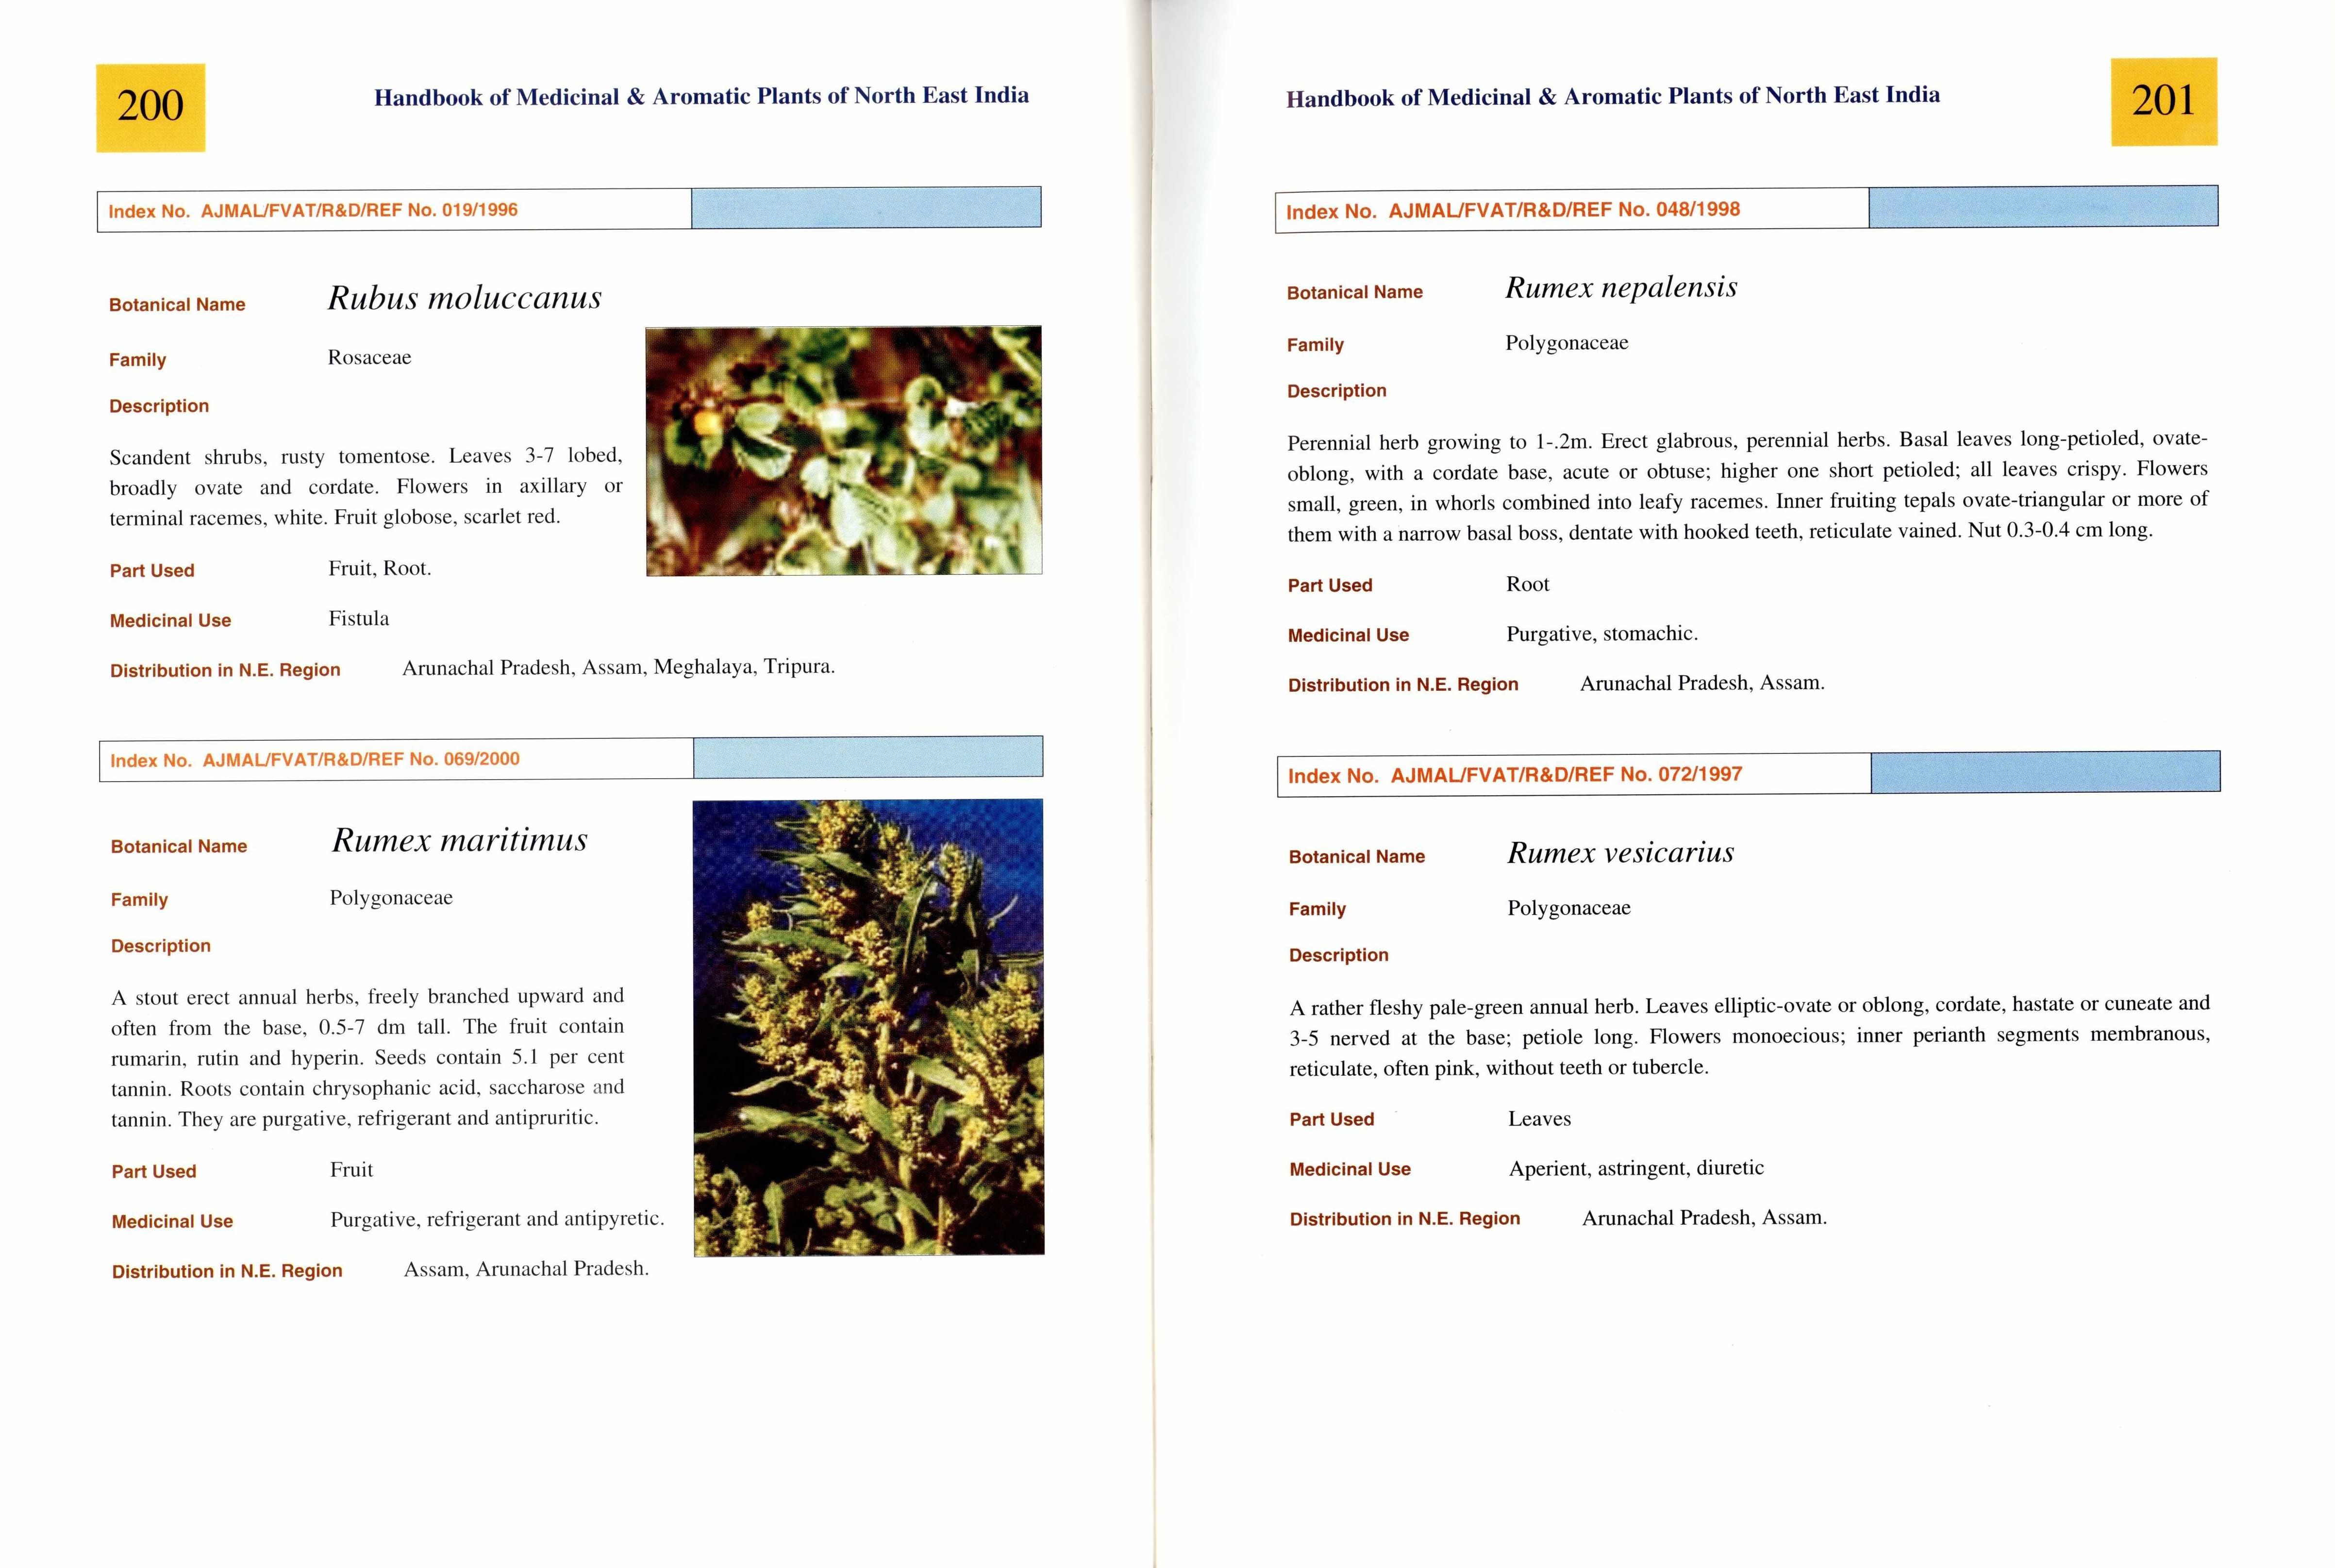 200
Handbook of Medicinal & Aromatic Plants of North East India
Index No. AJMAL/FVAT/R&D/REF No. 019/1996
Botanical Name Rubus moluccanus
Family Rosaceae
Description
Scandent shrubs, rusty tomentose. Leaves 3-7 lobed,
broadly ovate and cordate. Flowers in axillary or
terminal racemes, white. Fruit globose, scarlet red.
Part Used Fruit, Root.
Medicinal Use Fistula
Distribution in N.E. Region Arunachal Pradesh, Assam, Meghalaya, Tripura.
Index No. AJMAL/FVAT/R&D/REF No. 069/2000
Botanical Name Rumex maritimus
Family Polygonaceae
Description
A stout erect annual herbs, freely branched upward and
often from the base, 0.5-7 dm tall. The fruit contain
rumarin, rutin and hyperin. Seeds contain 5.1 per cent
tannin. Roots contain chrysophanic acid, saccharose and
tannin. They are purgative, refrigerant and antipruritic.
Part Used Fruit
Medicinal Use Purgative, refrigerant and antipyretic.
Distribution in N.E. Region Assam, Arunachal Pradesh.
Handbook of Medicinal & Aromatic Plants of North East India
201
Index No. AJMAL/FVAT/R&D/REF No. 048/1998
Botanical Name Rumex nepalensis
Family Polygonaceae
Description
Perennial herb growing to 1-.2m. Erect glabrous, perennial herbs. Basal leaves long-petioled, ovate-
oblong, with a cordate base, acute or obtuse; higher one short petioled; all leaves crispy. Flowers
small, green, in whorls combined into leafy racemes. Inner fruiting tepals ovate-triangular or more of
them with a narrow basal boss, dentate with hooked teeth, reticulate vained. Nut 0.3-0.4 cm long.
Part Used Root
Medicinal Use Purgative, stomachic.
Distribution in N.E. Region Arunachal Pradesh, Assam.
Index No. AJMAL/FVAT/R&D/REF No. 072/1997
Botanical Name Rumex vesicarius
Family Polygonaceae
Description
A rather fleshy pale-green annual herb. Leaves elliptic-ovate or oblong, cordate, hastate or cuneate and
3-5 nerved at the base; petiole long. Flowers monoecious; inner perianth segments membranous,
reticulate, often pink, without teeth or tubercle.
Part Used Leaves
Medicinal Use Aperient, astringent, diuretic
Distribution in N.E. Region Arunachal Pradesh, Assam.